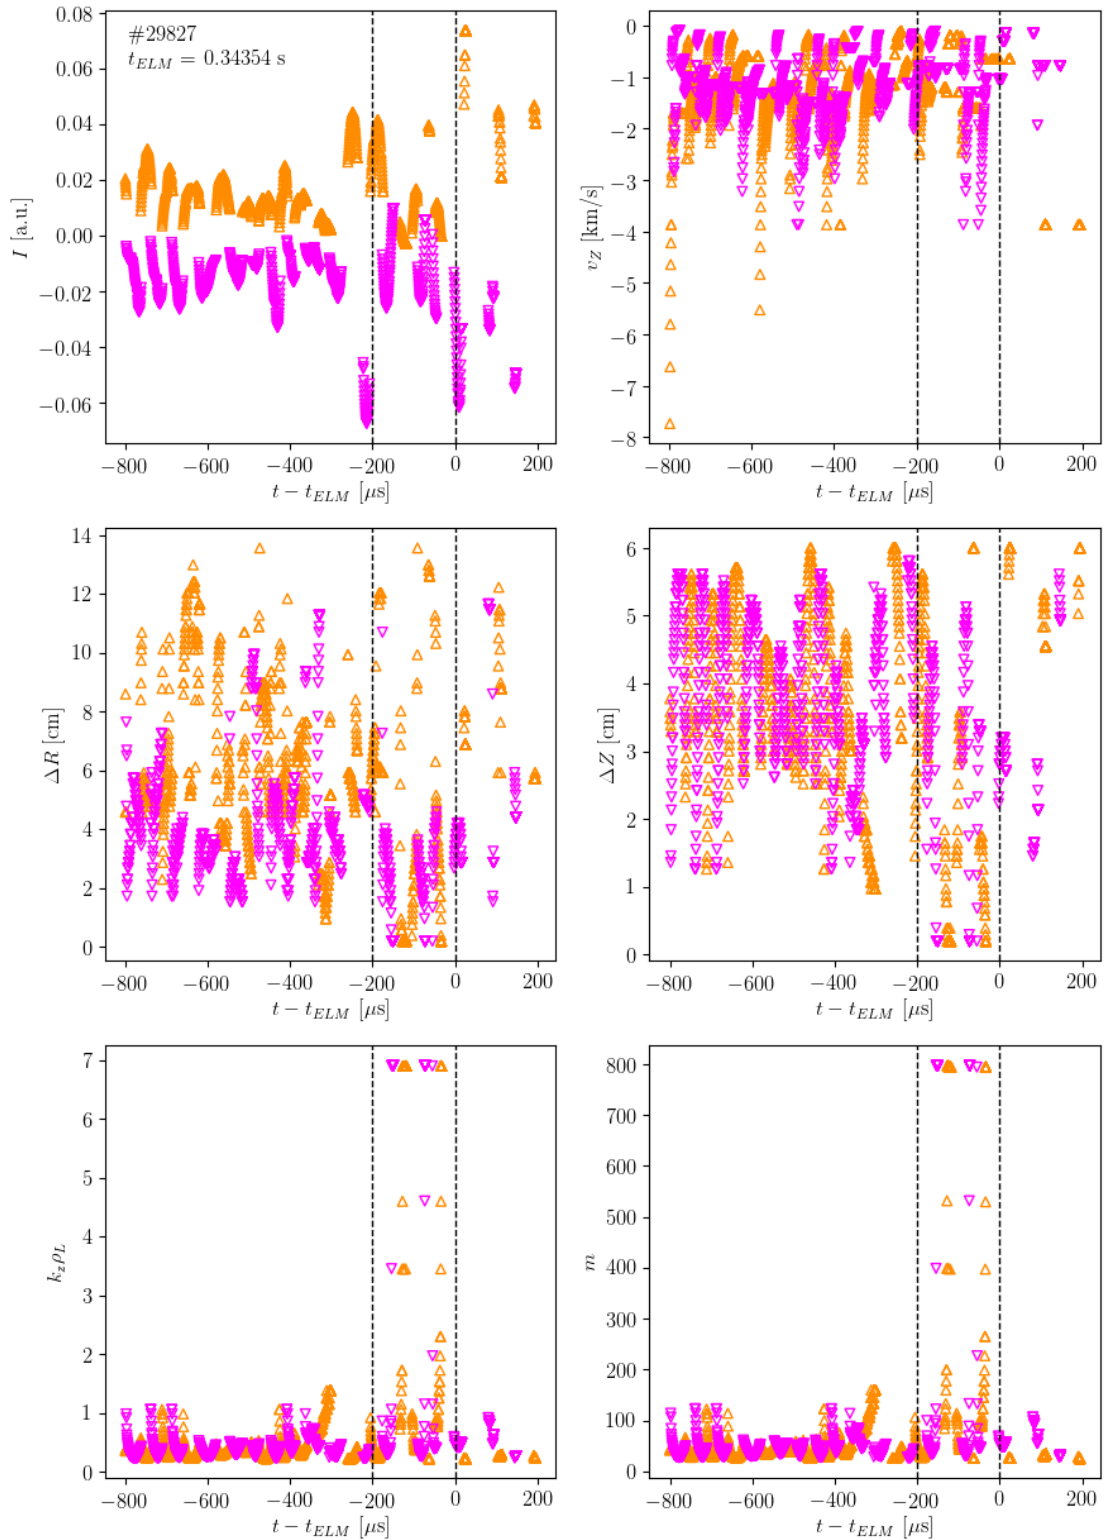 #29827
t_ELM = 0.34354 s
0.08
0.06
0.04
0.02
0.00
−0.02
−0.04
−0.06
I [a.u.]
−800 −600 −400 −200 0 200
t − t_ELM [μs]
0
−1
−2
−3
−4
−5
−6
−7
−8
v_Z [km/s]
−800 −600 −400 −200 0 200
t − t_ELM [μs]
14
12
10
8
6
4
2
0
ΔR [cm]
−800 −600 −400 −200 0 200
t − t_ELM [μs]
6
5
4
3
2
1
0
ΔZ [cm]
−800 −600 −400 −200 0 200
t − t_ELM [μs]
7
6
5
4
3
2
1
0
k_z ρ_L
−800 −600 −400 −200 0 200
t − t_ELM [μs]
800
700
600
500
400
300
200
100
0
m
−800 −600 −400 −200 0 200
t − t_ELM [μs]